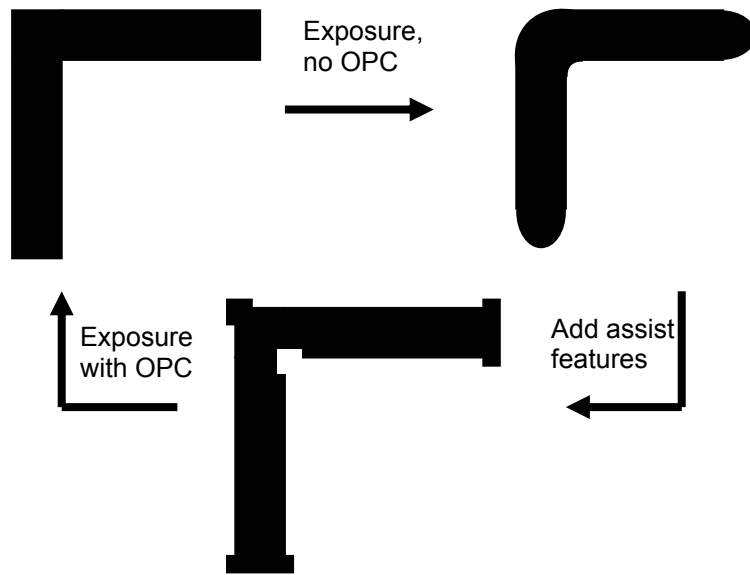 Exposure,
no OPC
Add assist
features
Exposure
with OPC